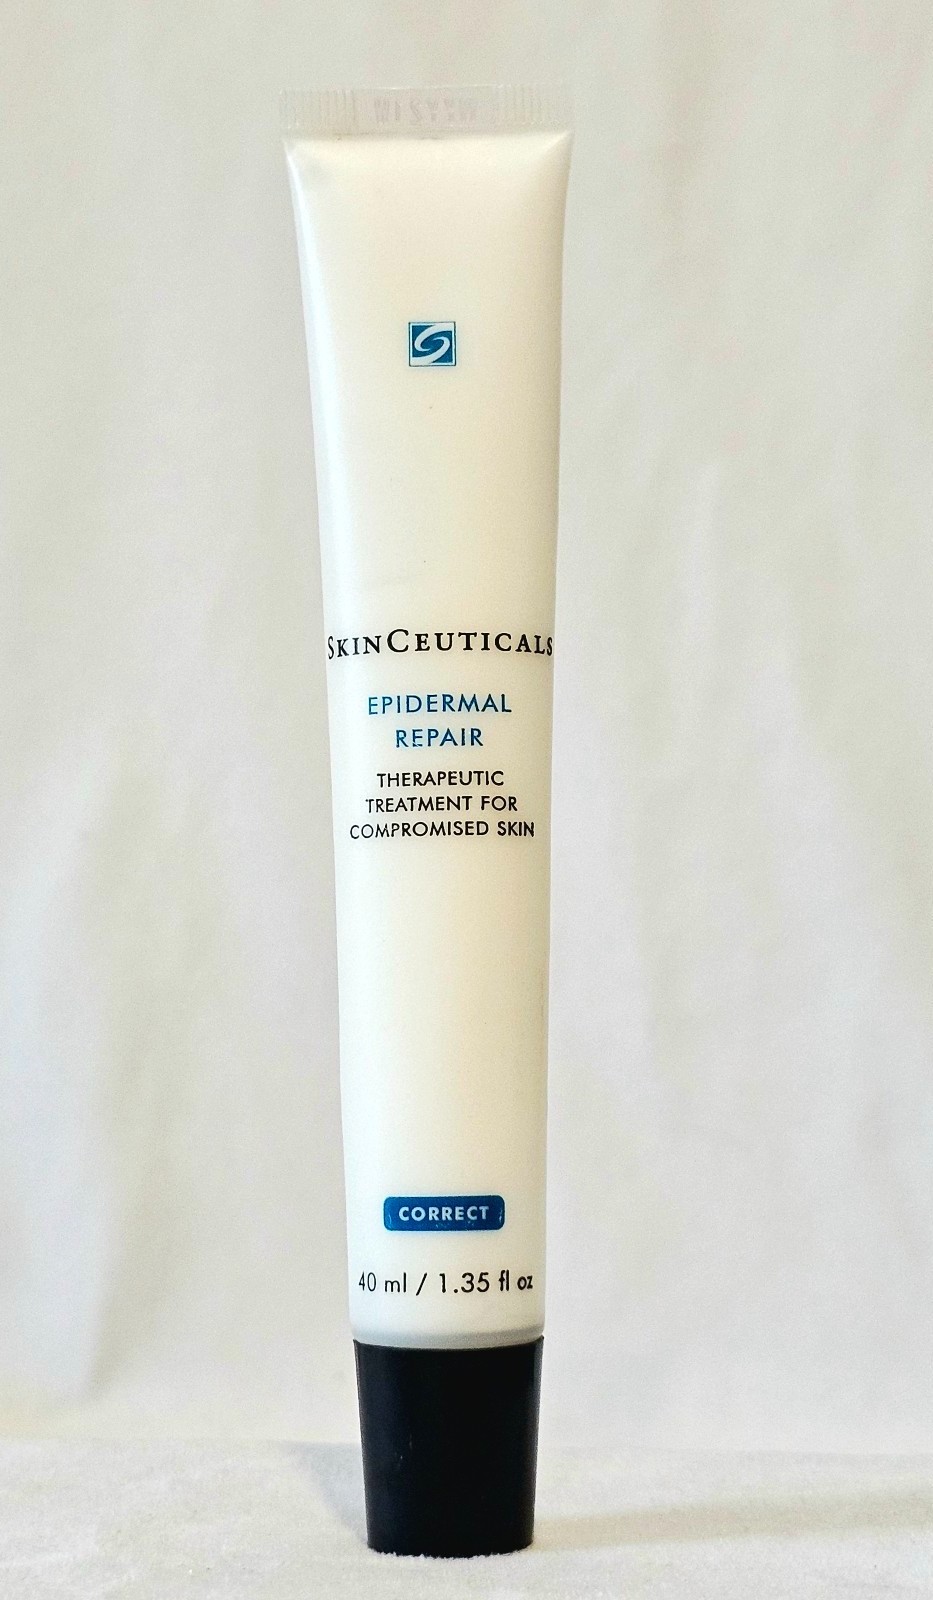 SKINCEUTICALS
EPIDERMAL
REPAIR
THERAPEUTIC
TREATMENT FOR
COMPROMISED SKIN
CORRECT
40 ml / 1.35 fl oz